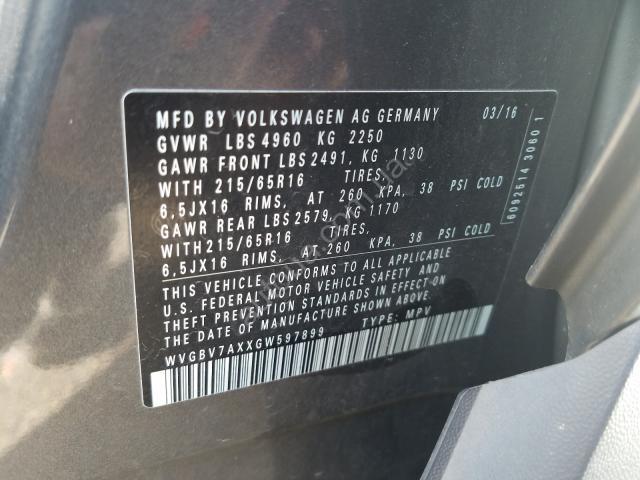 MFD BY VOLKSWAGEN AG GERMANY 03/16
GVWR LBS 4960 KG 2250
GAWR FRONT LBS 2491, KG 1130
WITH 215/65R16 TIRES,
6,5JX16 RIMS, AT 260 KPA, 38 PSI COLD
GAWR REAR LBS 2579, KG 1170
WITH 215/65R16 TIRES,
6,5JX16 RIMS, AT 260 KPA, 38 PSI COLD
THIS VEHICLE CONFORMS TO ALL APPLICABLE
U.S. FEDERAL MOTOR VEHICLE SAFETY AND
THEFT PREVENTION STANDARDS IN EFFECT ON
THE DATE OF MANUFACTURE SHOWN ABOVE.
WVGBV7AXXGW597899 TYPE: MPV
6092514 3060 1